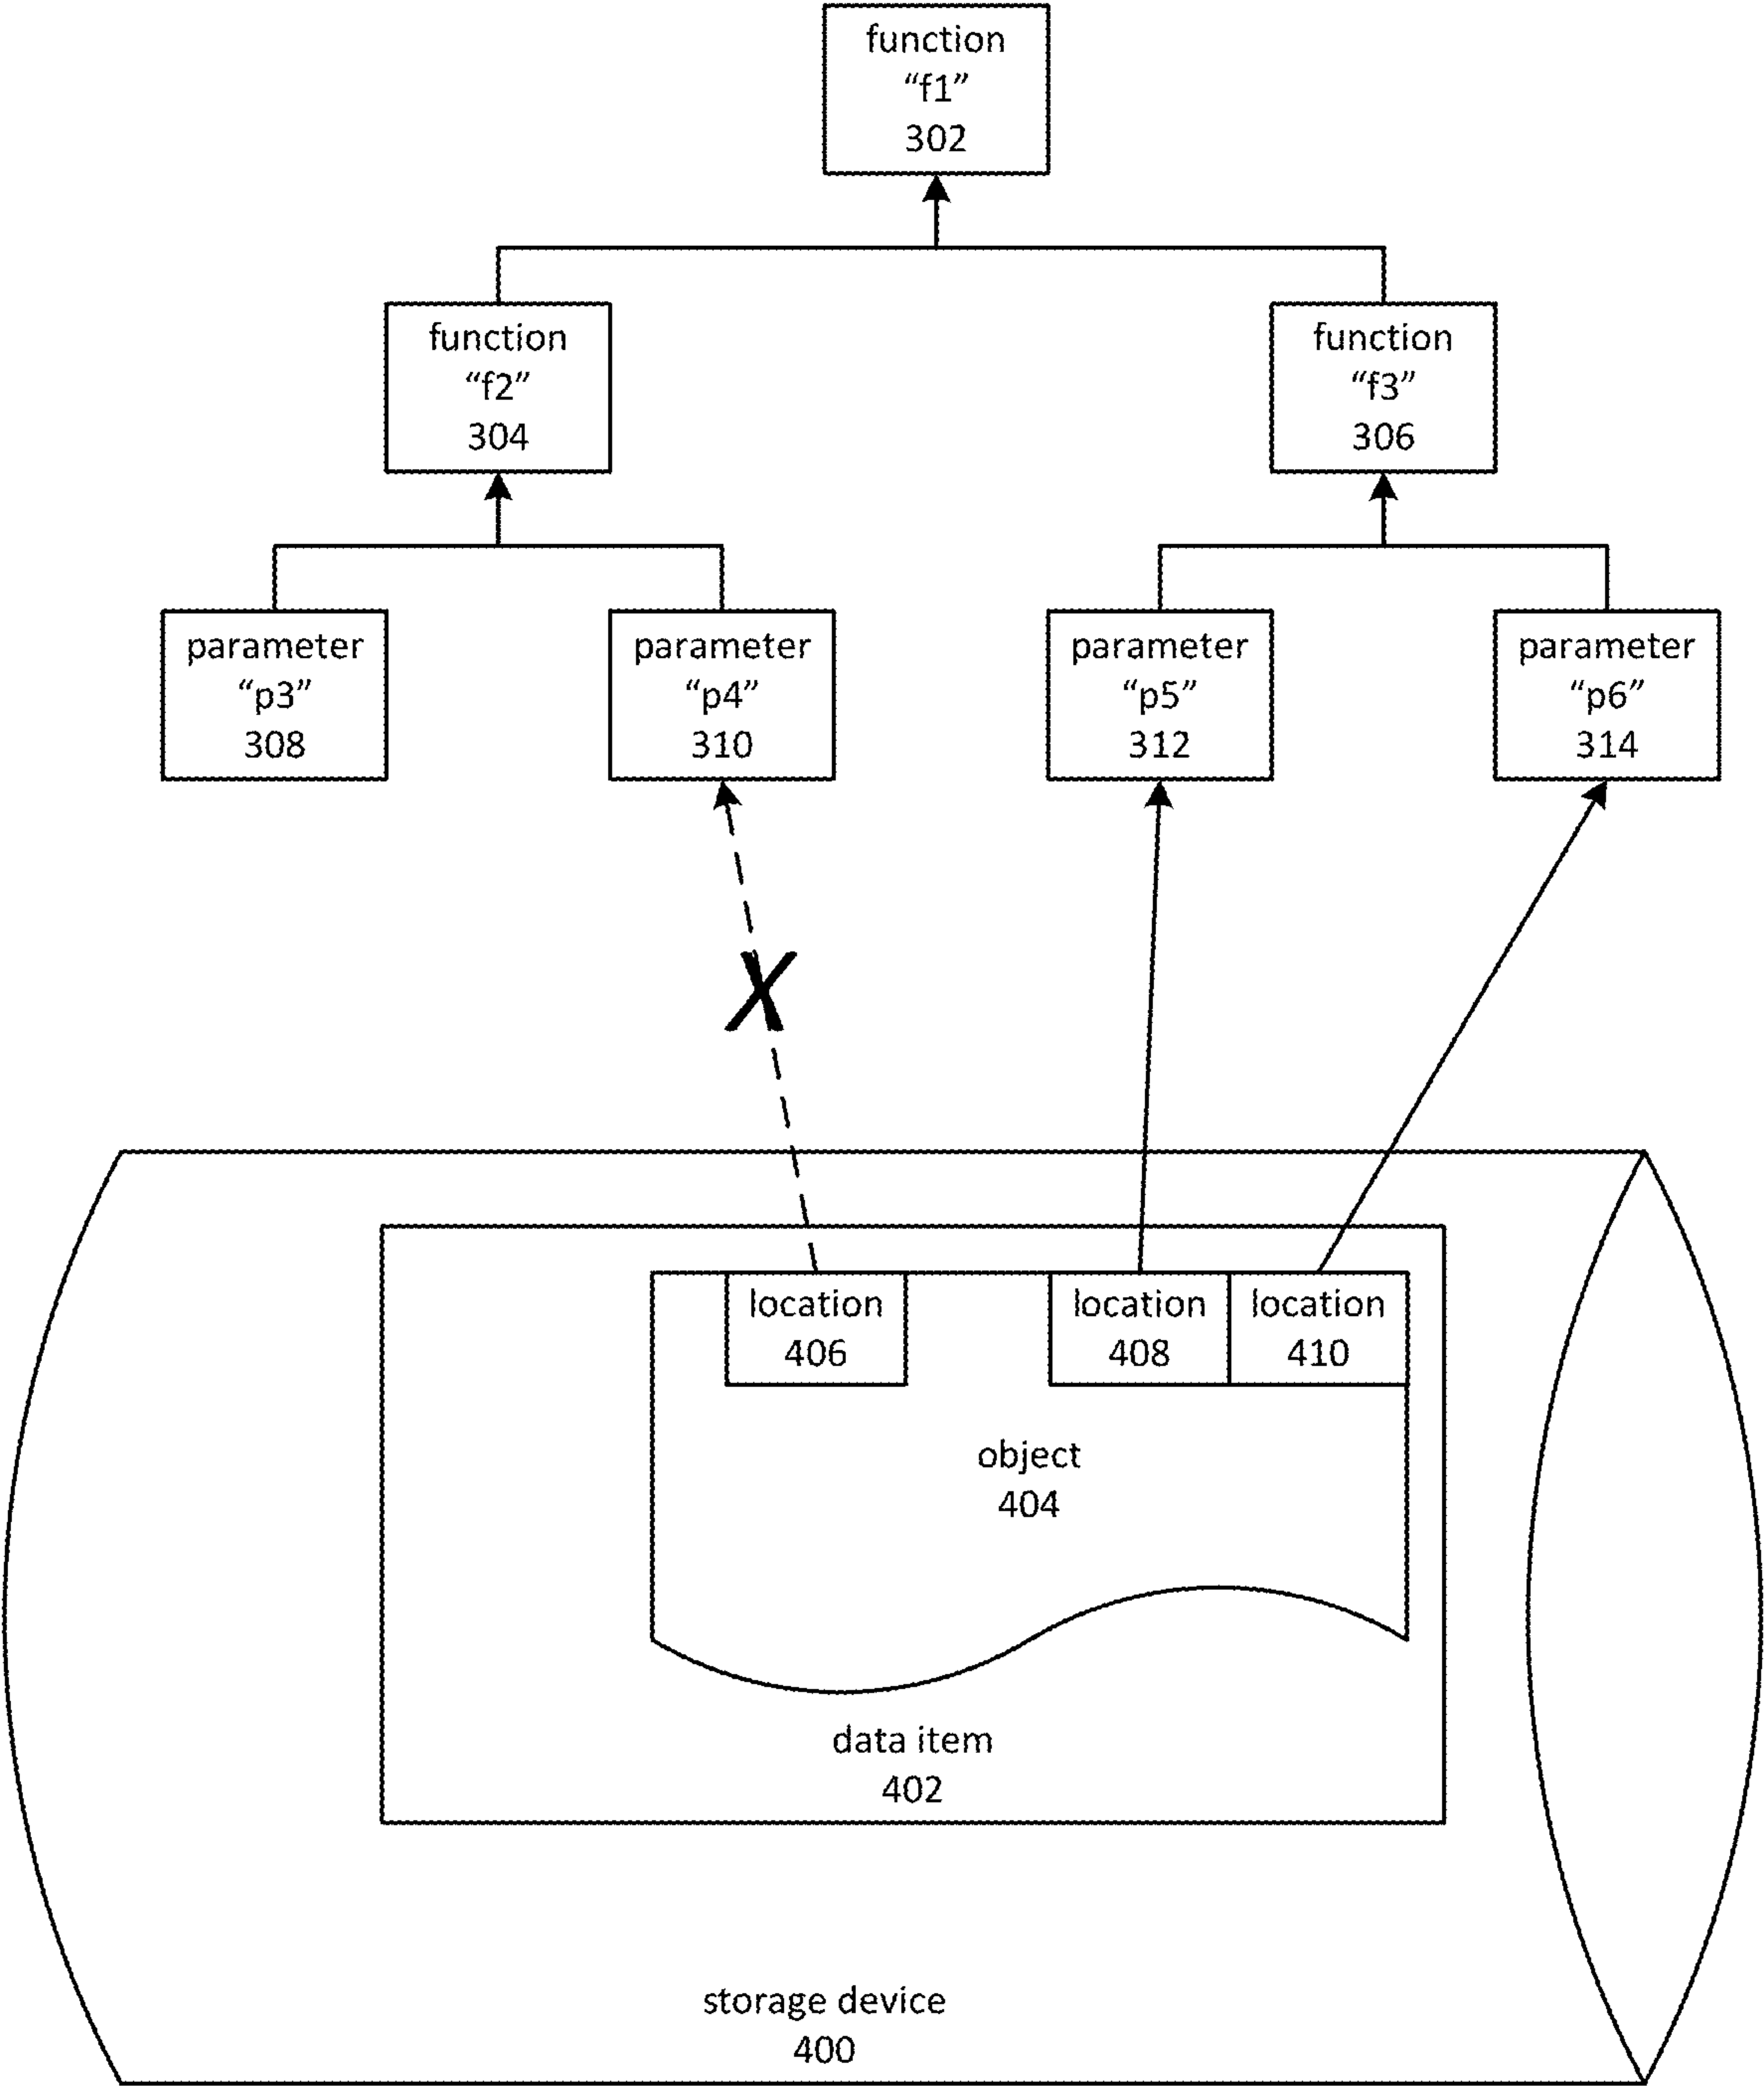 function
“f1”
302
function
“f2”
304
function
“f3”
306
parameter
“p3”
308
parameter
“p4”
310
parameter
“p5”
312
parameter
“p6”
314
X
location
406
location
408
location
410
object
404
data item
402
storage device
400